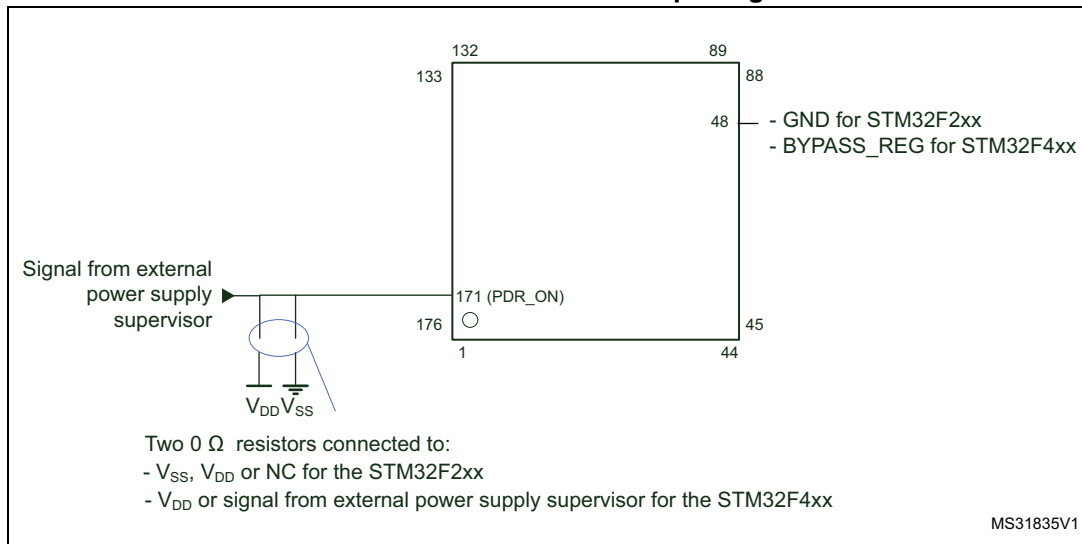 132
89
133
88
48
- GND for STM32F2xx
- BYPASS_REG for STM32F4xx
Signal from external
power supply
supervisor
171 (PDR_ON)
176
45
1
44
VDD VSS
Two 0 Ω resistors connected to:
- VSS, VDD or NC for the STM32F2xx
- VDD or signal from external power supply supervisor for the STM32F4xx
MS31835V1